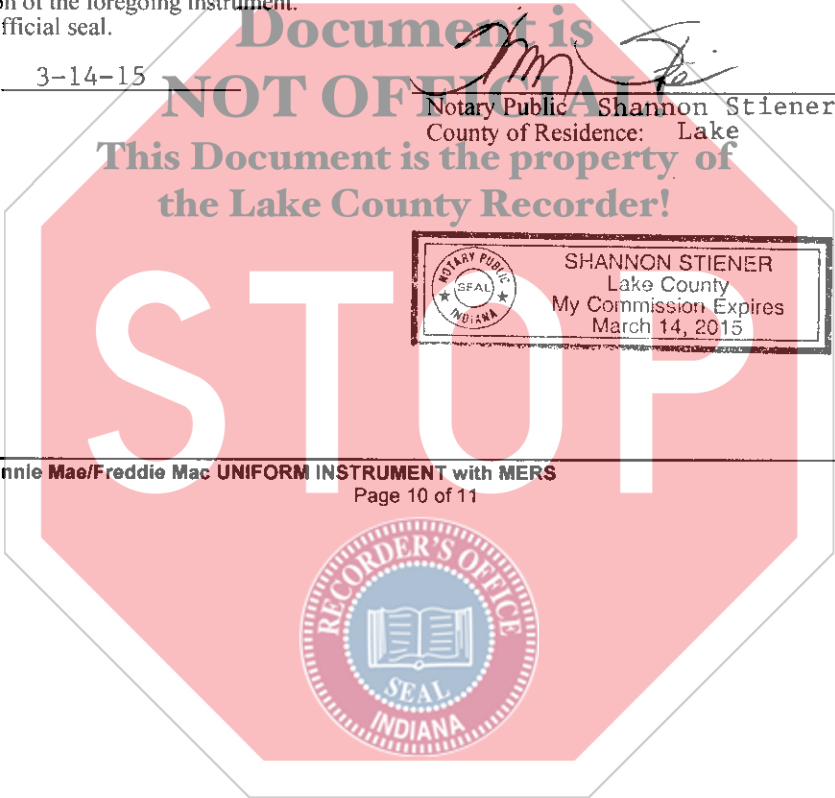 on of the foregoing instrument.
fficial seal.
Document is
3-14-15
NOT OFFICIAL!
Notary Public Shannon Stiener
County of Residence: Lake
This Document is the property of
the Lake County Recorder!
NOTARY PUBLIC
SEAL
INDIANA
SHANNON STIENER
Lake County
My Commission Expires
March 14, 2015
STOP
nnie Mae/Freddie Mac UNIFORM INSTRUMENT with MERS
Page 10 of 11
RECORDER'S OFFICE
SEAL
INDIANA